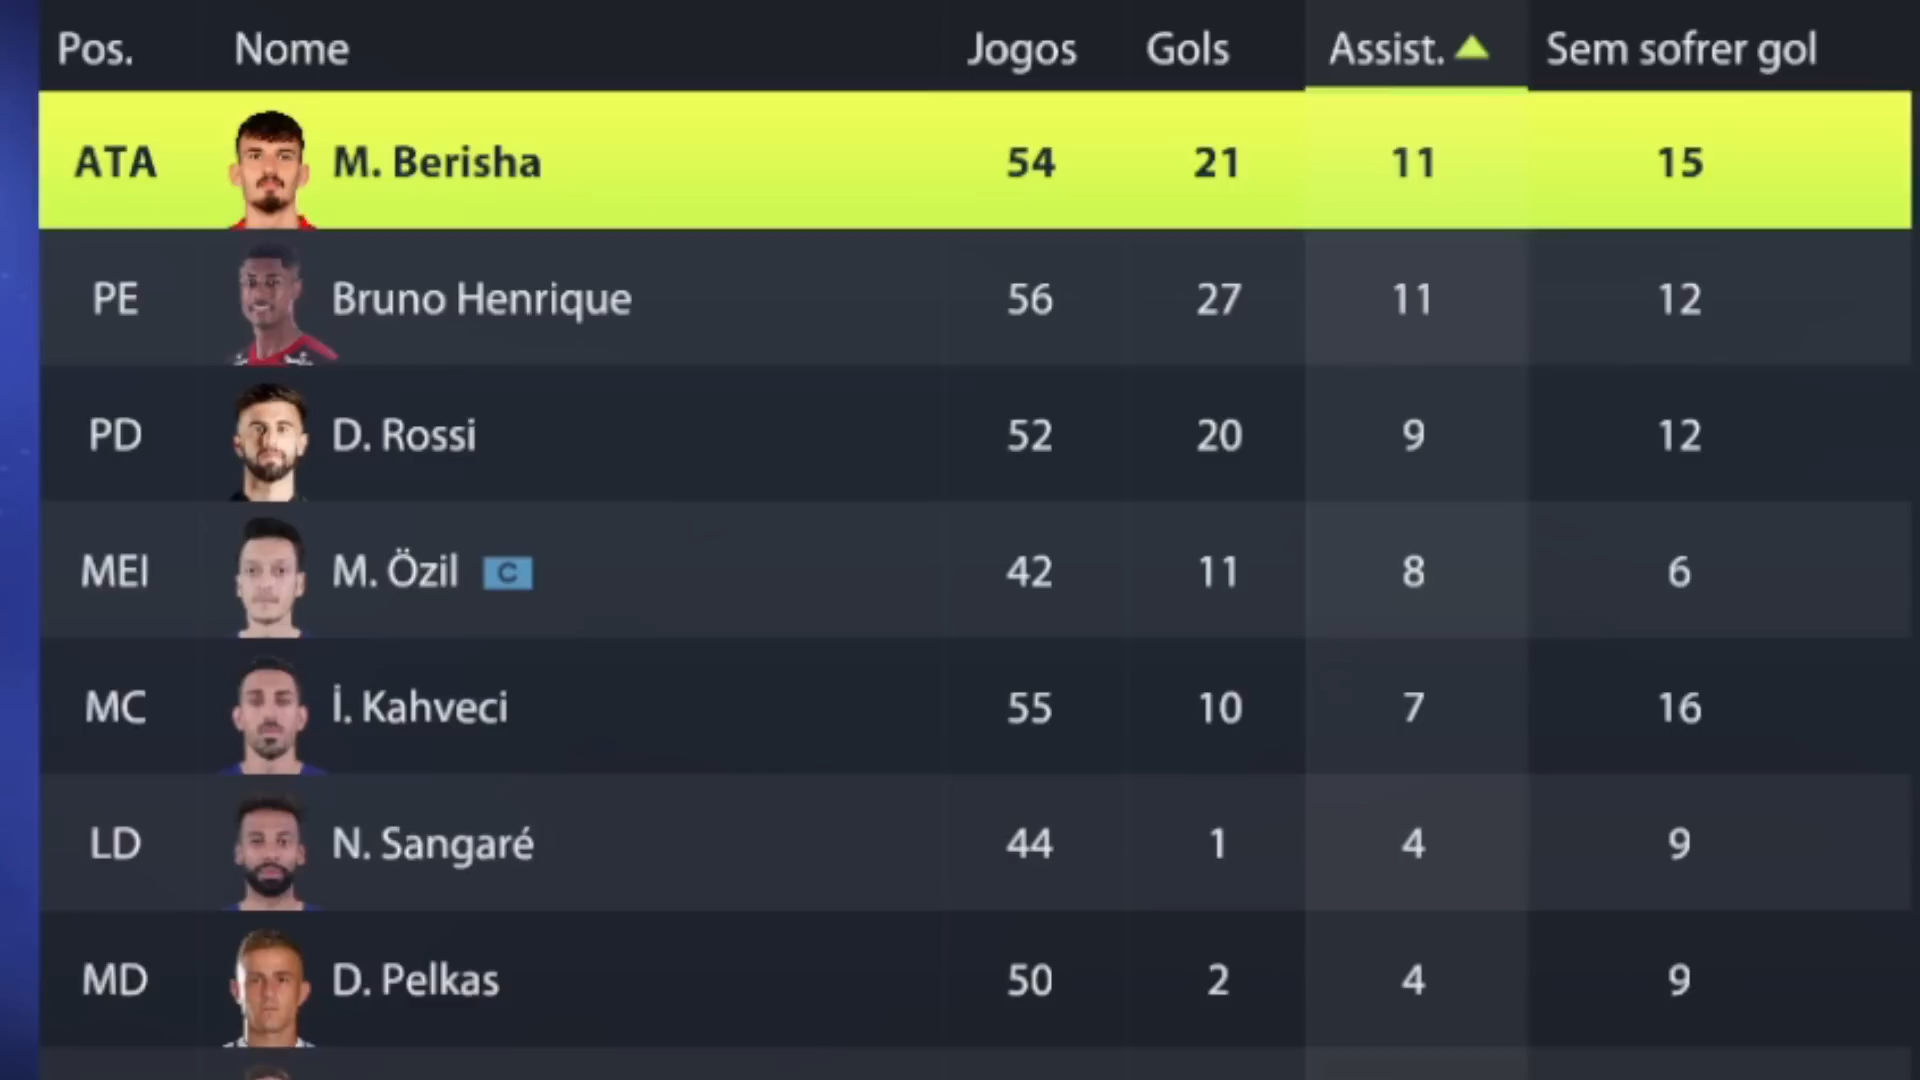 Pos. Nome Jogos Gols Assist. Sem sofrer gol
ATA M. Berisha 54 21 11 15
PE Bruno Henrique 56 27 11 12
PD D. Rossi 52 20 9 12
MEI M. Özil C 42 11 8 6
MC İ. Kahveci 55 10 7 16
LD N. Sangaré 44 1 4 9
MD D. Pelkas 50 2 4 9